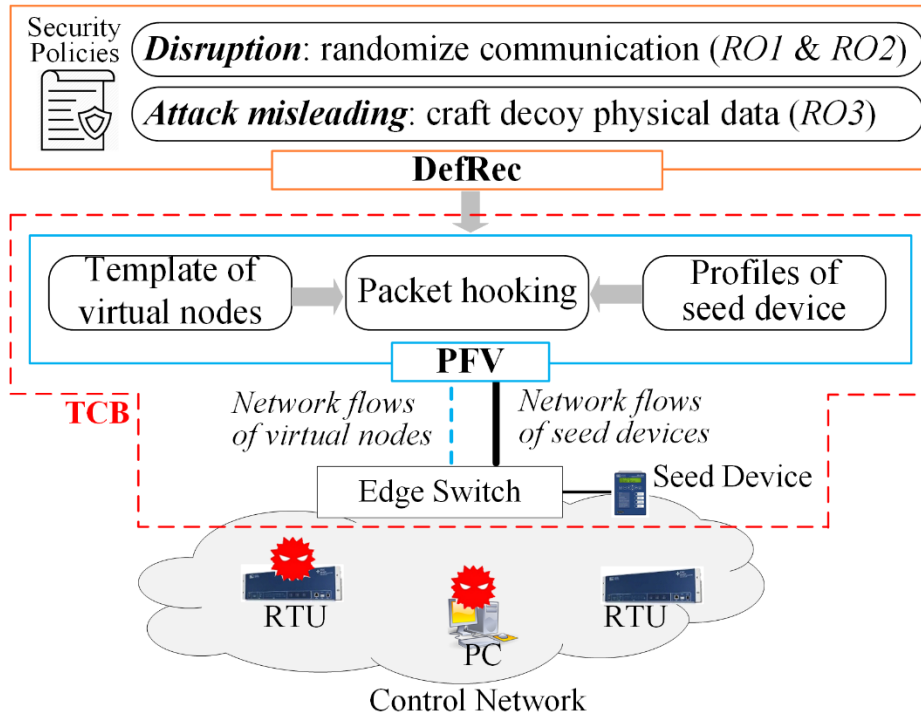 Security
Policies
Disruption: randomize communication (RO1 & RO2)
Attack misleading: craft decoy physical data (RO3)
DefRec
Template of
virtual nodes
Packet hooking
Profiles of
seed device
PFV
TCB
Network flows
of virtual nodes
Network flows
of seed devices
Edge Switch
Seed Device
RTU
PC
RTU
Control Network